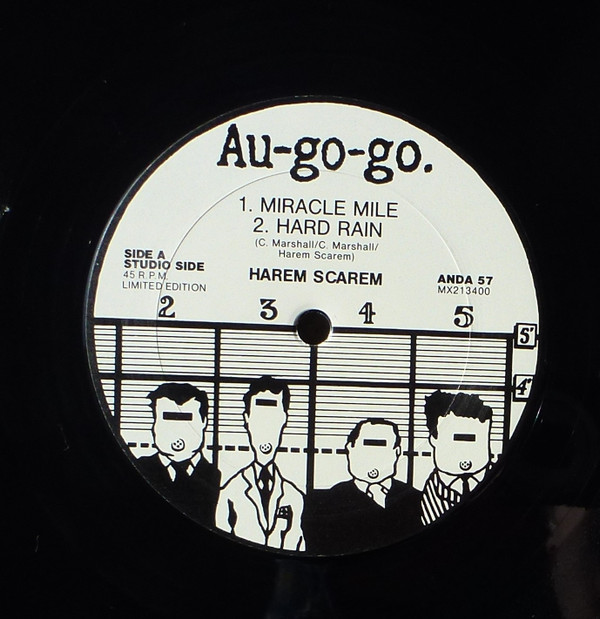 Au-go-go.
1. MIRACLE MILE
2. HARD RAIN
(C. Marshall/C. Marshall/
Harem Scarem)
SIDE A
STUDIO SIDE
45 R.P.M.
LIMITED EDITION
HAREM SCAREM
ANDA 57
MX213400
2 3 4 5
5'
4'